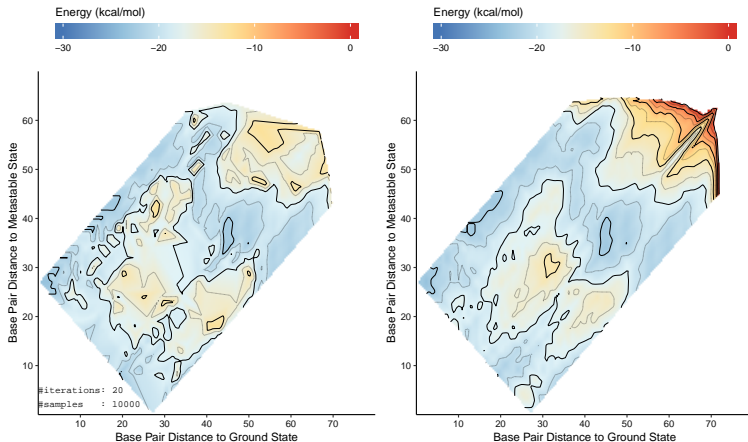 Energy (kcal/mol)
−30 −20 −10 0
Base Pair Distance to Metastable State
60
50
40
30
20
10
#iterations: 20
#samples : 10000
10 20 30 40 50 60 70
Base Pair Distance to Ground State
Energy (kcal/mol)
−30 −20 −10 0
Base Pair Distance to Metastable State
60
50
40
30
20
10
10 20 30 40 50 60 70
Base Pair Distance to Ground State